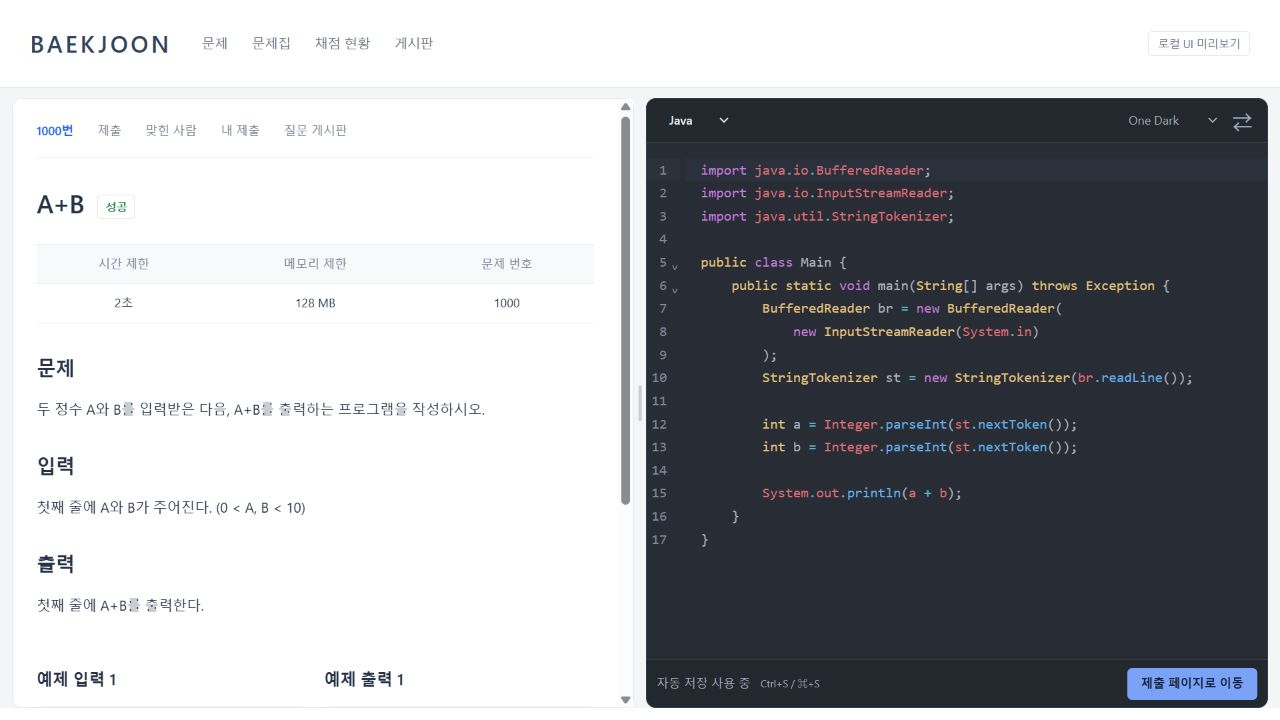 BAEKJOON 문제 문제집 채점 현황 게시판 로컬 UI 미리보기
1000번 제출 맞힌 사람 내 제출 질문 게시판
A+B 성공
시간 제한 메모리 제한 문제 번호
2초 128 MB 1000
문제
두 정수 A와 B를 입력받은 다음, A+B를 출력하는 프로그램을 작성하시오.
입력
첫째 줄에 A와 B가 주어진다. (0 < A, B < 10)
출력
첫째 줄에 A+B를 출력한다.
예제 입력 1 예제 출력 1
Java One Dark
1 import java.io.BufferedReader;
2 import java.io.InputStreamReader;
3 import java.util.StringTokenizer;
4
5 public class Main {
6     public static void main(String[] args) throws Exception {
7         BufferedReader br = new BufferedReader(
8             new InputStreamReader(System.in)
9         );
10         StringTokenizer st = new StringTokenizer(br.readLine());
11
12         int a = Integer.parseInt(st.nextToken());
13         int b = Integer.parseInt(st.nextToken());
14
15         System.out.println(a + b);
16     }
17 }
자동 저장 사용 중 Ctrl+S / ⌘+S 제출 페이지로 이동